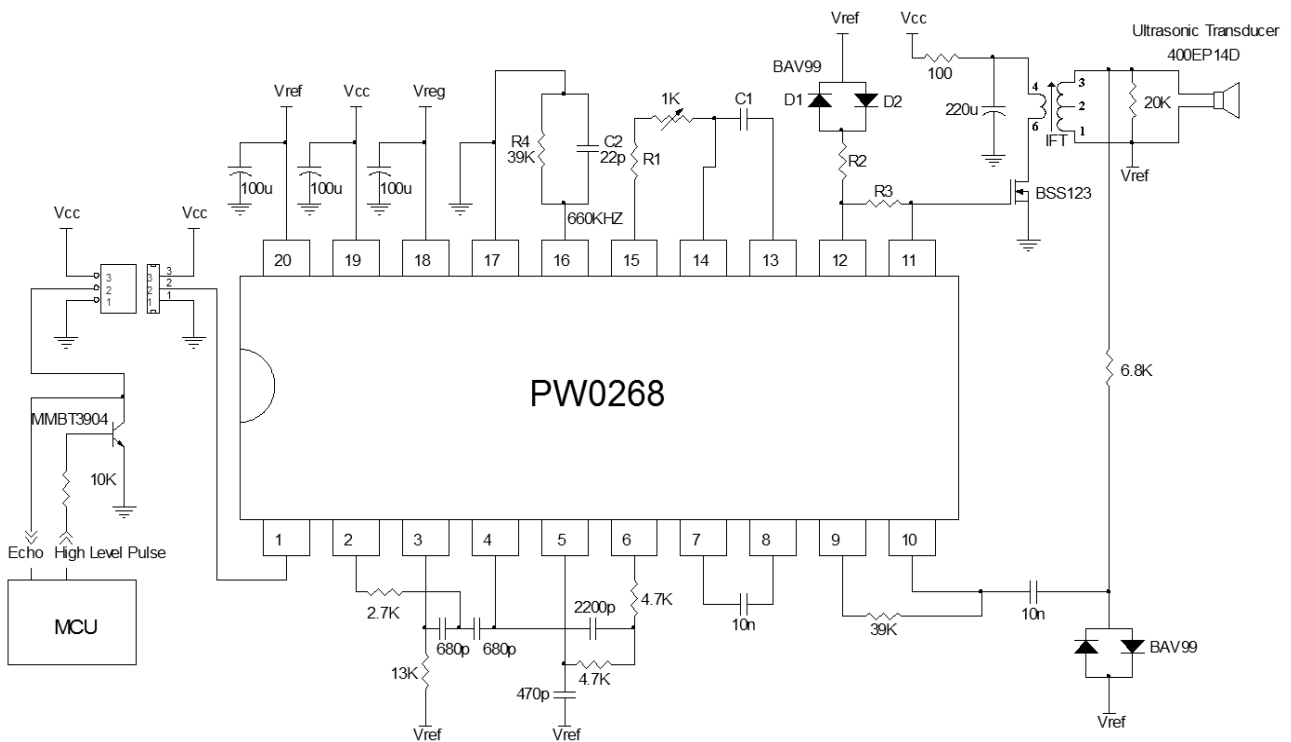 Ultrasonic Transducer
400EP14D
Vref
Vcc
BAV99
D1
D2
100
220u
4
6
3
2
1
IFT
20K
Vref
BSS123
Vref
Vcc
Vreg
100u
100u
100u
R4
39K
C2
22p
660KHZ
1K
R1
C1
R2
R3
Vcc
Vcc
3
2
1
3
2
1
3
2
1
20
19
18
17
16
15
14
13
12
11
PW0268
6.8K
MMBT3904
10K
Echo
High Level Pulse
MCU
1
2
3
4
5
6
7
8
9
10
2.7K
680p
680p
13K
Vref
2200p
4.7K
4.7K
470p
Vref
10n
39K
10n
BAV99
Vref